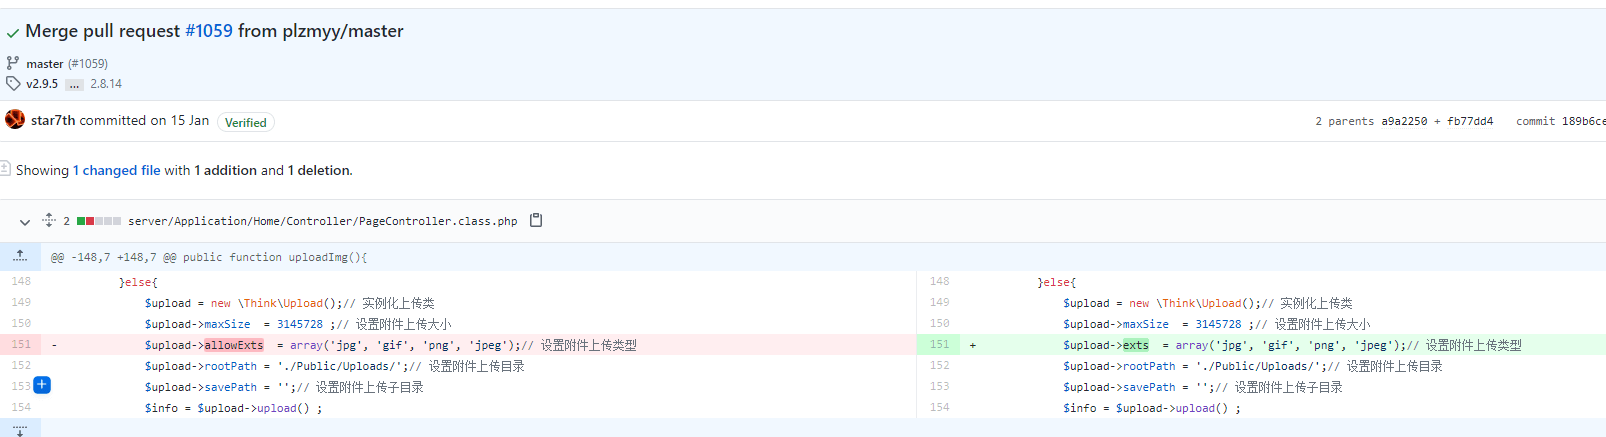 Merge pull request #1059 from plzmyy/master
master (#1059)
v2.9.5 ... 2.8.14
star7th committed on 15 Jan Verified
2 parents a9a2250 + fb77dd4 commit 189b6ce
Showing 1 changed file with 1 addition and 1 deletion.
2 server/Application/Home/Controller/PageController.class.php
@@ -148,7 +148,7 @@ public function uploadImg(){
148 }else{
149 $upload = new \Think\Upload();// 实例化上传类
150 $upload->maxSize = 3145728 ;// 设置附件上传大小
151 - $upload->allowExts = array('jpg', 'gif', 'png', 'jpeg');// 设置附件上传类型
152 $upload->rootPath = './Public/Uploads/';// 设置附件上传目录
153 $upload->savePath = '';// 设置附件上传子目录
154 $info = $upload->upload() ;
148 }else{
149 $upload = new \Think\Upload();// 实例化上传类
150 $upload->maxSize = 3145728 ;// 设置附件上传大小
151 + $upload->exts = array('jpg', 'gif', 'png', 'jpeg');// 设置附件上传类型
152 $upload->rootPath = './Public/Uploads/';// 设置附件上传目录
153 $upload->savePath = '';// 设置附件上传子目录
154 $info = $upload->upload() ;